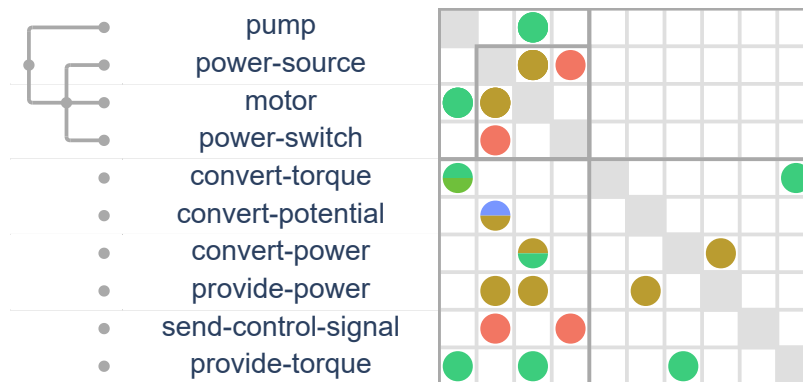 pump
power-source
motor
power-switch
convert-torque
convert-potential
convert-power
provide-power
send-control-signal
provide-torque